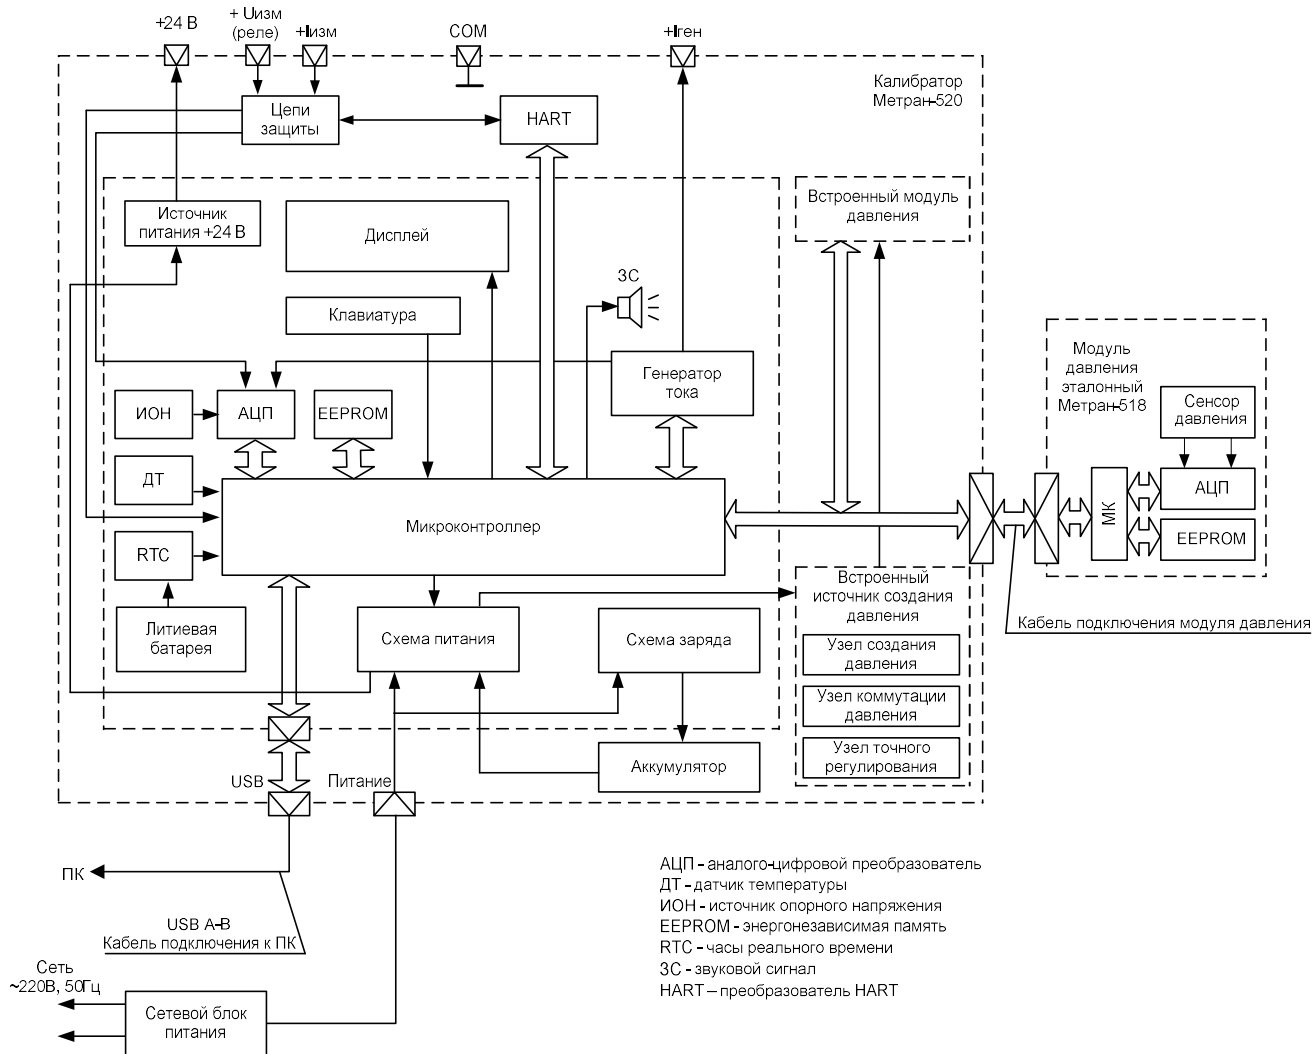 +24 В
+ Uизм
(реле)
+Iизм
COM
+Iген
Калибратор
Метран-520
Цепи
защиты
HART
Источник
питания +24 В
Дисплей
Встроенный модуль
давления
ЗС
Клавиатура
Генератор
тока
Модуль
давления
эталонный
Метран-518
Сенсор
давления
ИОН
АЦП
EEPROM
ДТ
Микроконтроллер
МК
АЦП
EEPROM
RTC
Литиевая
батарея
Схема питания
Схема заряда
Встроенный
источник создания
давления
Узел создания
давления
Узел коммутации
давления
Узел точного
регулирования
Кабель подключения модуля давления
Аккумулятор
USB
Питание
ПК
USB A-B
Кабель подключения к ПК
Сеть
~220В, 50Гц
Сетевой блок
питания
АЦП - аналого-цифровой преобразователь
ДТ - датчик температуры
ИОН - источник опорного напряжения
EEPROM - энергонезависимая память
RTC - часы реального времени
ЗС - звуковой сигнал
HART – преобразователь HART